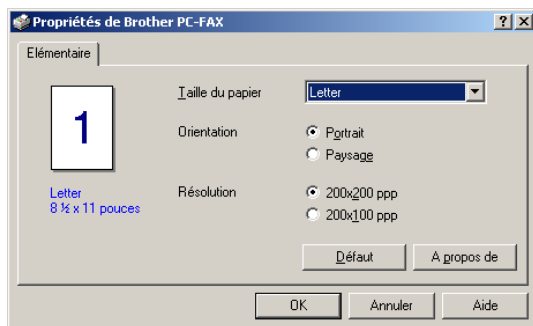 Propriétés de Brother PC-FAX
Elémentaire
1
Taille du papier
Letter
Orientation
Portrait
Paysage
Letter
8 ½ x 11 pouces
Résolution
200x200 ppp
200x100 ppp
Défaut
A propos de
OK
Annuler
Aide